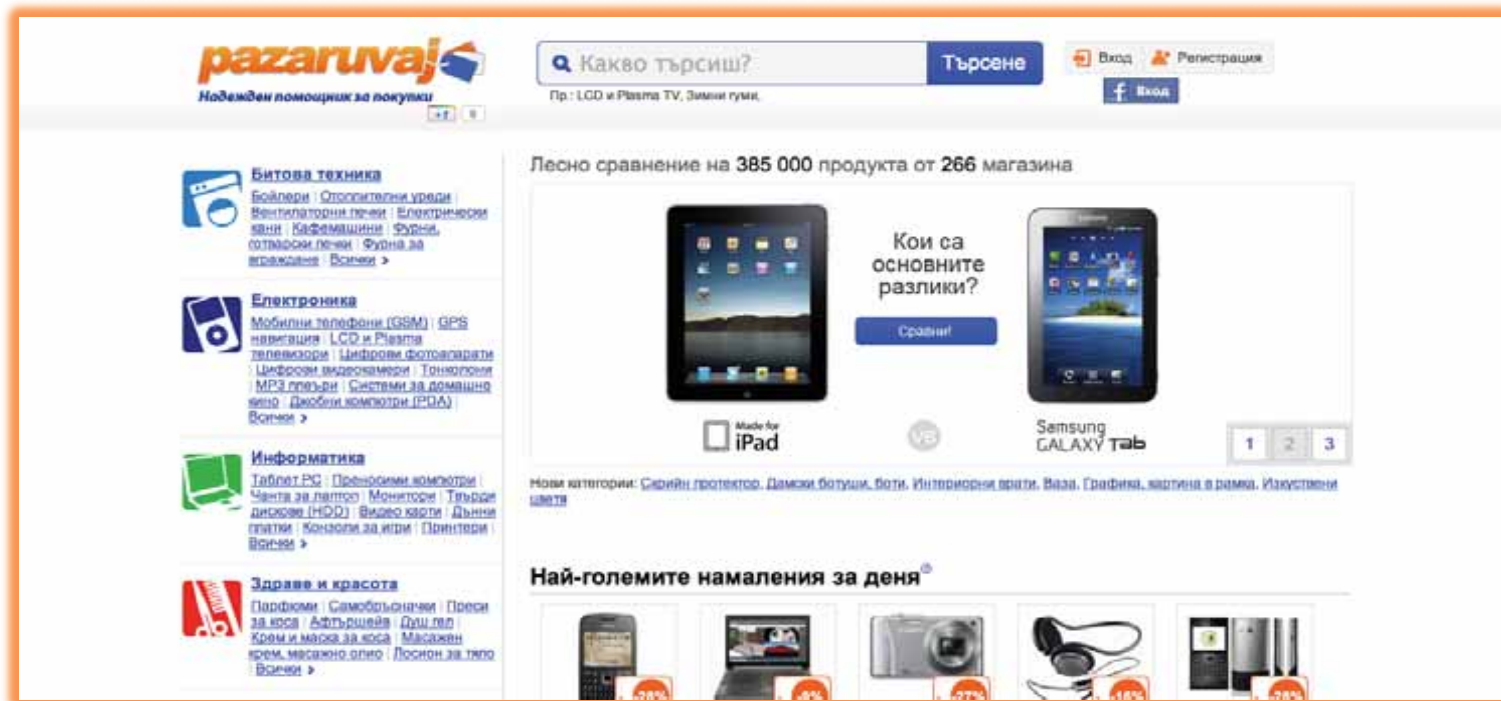 pazaruvaj
Надежден помощник за покупки
+1 0
Какво търсиш?
Търсене
Вход Регистрация
Пр.: LCD и Plasma TV, Зимни гуми,
f Вход
Битова техника
Бойлери | Отоплителни уреди |
Вентилаторни печки | Електрически
кани | Кафемашини | Фурни,
готварски печки | Фурна за
вграждане | Всички >
Електроника
Мобилни телефони (GSM) | GPS
навигация | LCD и Plasma
телевизори | Цифрови фотоапарати
| Цифрови видеокамери | Тонколони
| MP3 плеъри | Системи за домашно
кино | Джобни компютри (PDA) |
Всички >
Информатика
Таблет PC | Преносими компютри |
Чанта за лаптоп | Монитори | Твърди
дискове (HDD) | Видео карти | Дънни
платки | Конзоли за игри | Принтери |
Всички >
Здраве и красота
Парфюми | Самобръсначки | Преси
за коса | Афтършейв | Душ гел |
Крем и маска за коса | Масажен
крем, масажно олио | Лосион за тяло
| Всички >
Лесно сравнение на 385 000 продукта от 266 магазина
Кои са
основните
разлики?
Сравни!
Made for
iPad
Samsung
GALAXY Tab
1 2 3
Нови категории: Скрийн протектор, Дамски ботуши, боти, Интериорни врати, Ваза, Графика, картина в рамка, Изкуствени
цветя
Най-големите намаления за деня
-28% -9% -27% -16% -28%